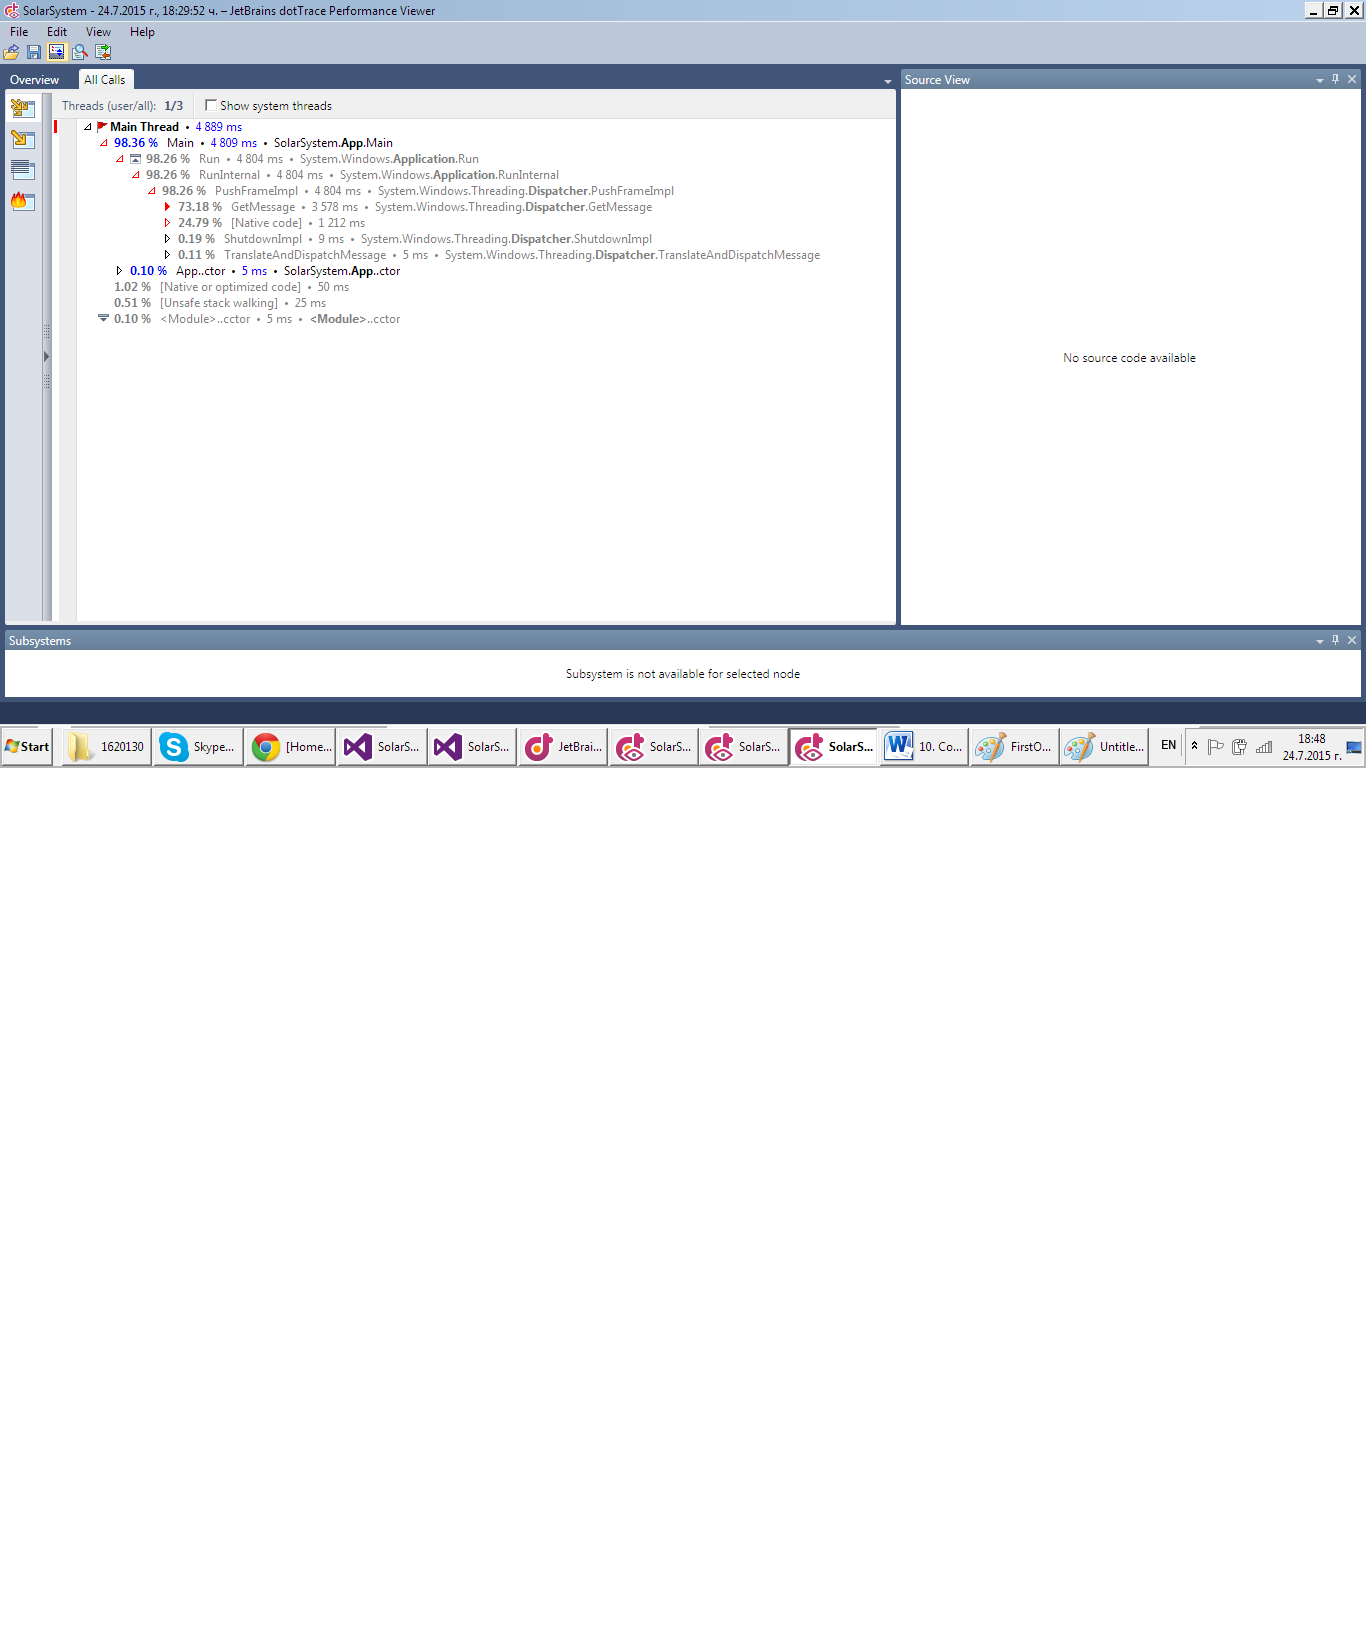 SolarSystem - 24.7.2015 г., 18:29:52 ч. – JetBrains dotTrace Performance Viewer
File Edit View Help
Overview All Calls
Threads (user/all): 1/3 Show system threads
Main Thread • 4 889 ms
98.36 % Main • 4 809 ms • SolarSystem.App.Main
98.26 % Run • 4 804 ms • System.Windows.Application.Run
98.26 % RunInternal • 4 804 ms • System.Windows.Application.RunInternal
98.26 % PushFrameImpl • 4 804 ms • System.Windows.Threading.Dispatcher.PushFrameImpl
73.18 % GetMessage • 3 578 ms • System.Windows.Threading.Dispatcher.GetMessage
24.79 % [Native code] • 1 212 ms
0.19 % ShutdownImpl • 9 ms • System.Windows.Threading.Dispatcher.ShutdownImpl
0.11 % TranslateAndDispatchMessage • 5 ms • System.Windows.Threading.Dispatcher.TranslateAndDispatchMessage
0.10 % App..ctor • 5 ms • SolarSystem.App..ctor
1.02 % [Native or optimized code] • 50 ms
0.51 % [Unsafe stack walking] • 25 ms
0.10 % <Module>..cctor • 5 ms • <Module>..cctor
Source View
No source code available
Subsystems
Subsystem is not available for selected node
Start 1620130 Skype... [Home... SolarS... SolarS... JetBrai... SolarS... SolarS... SolarS... 10. Co... FirstO... Untitle... EN 18:48
24.7.2015 г.